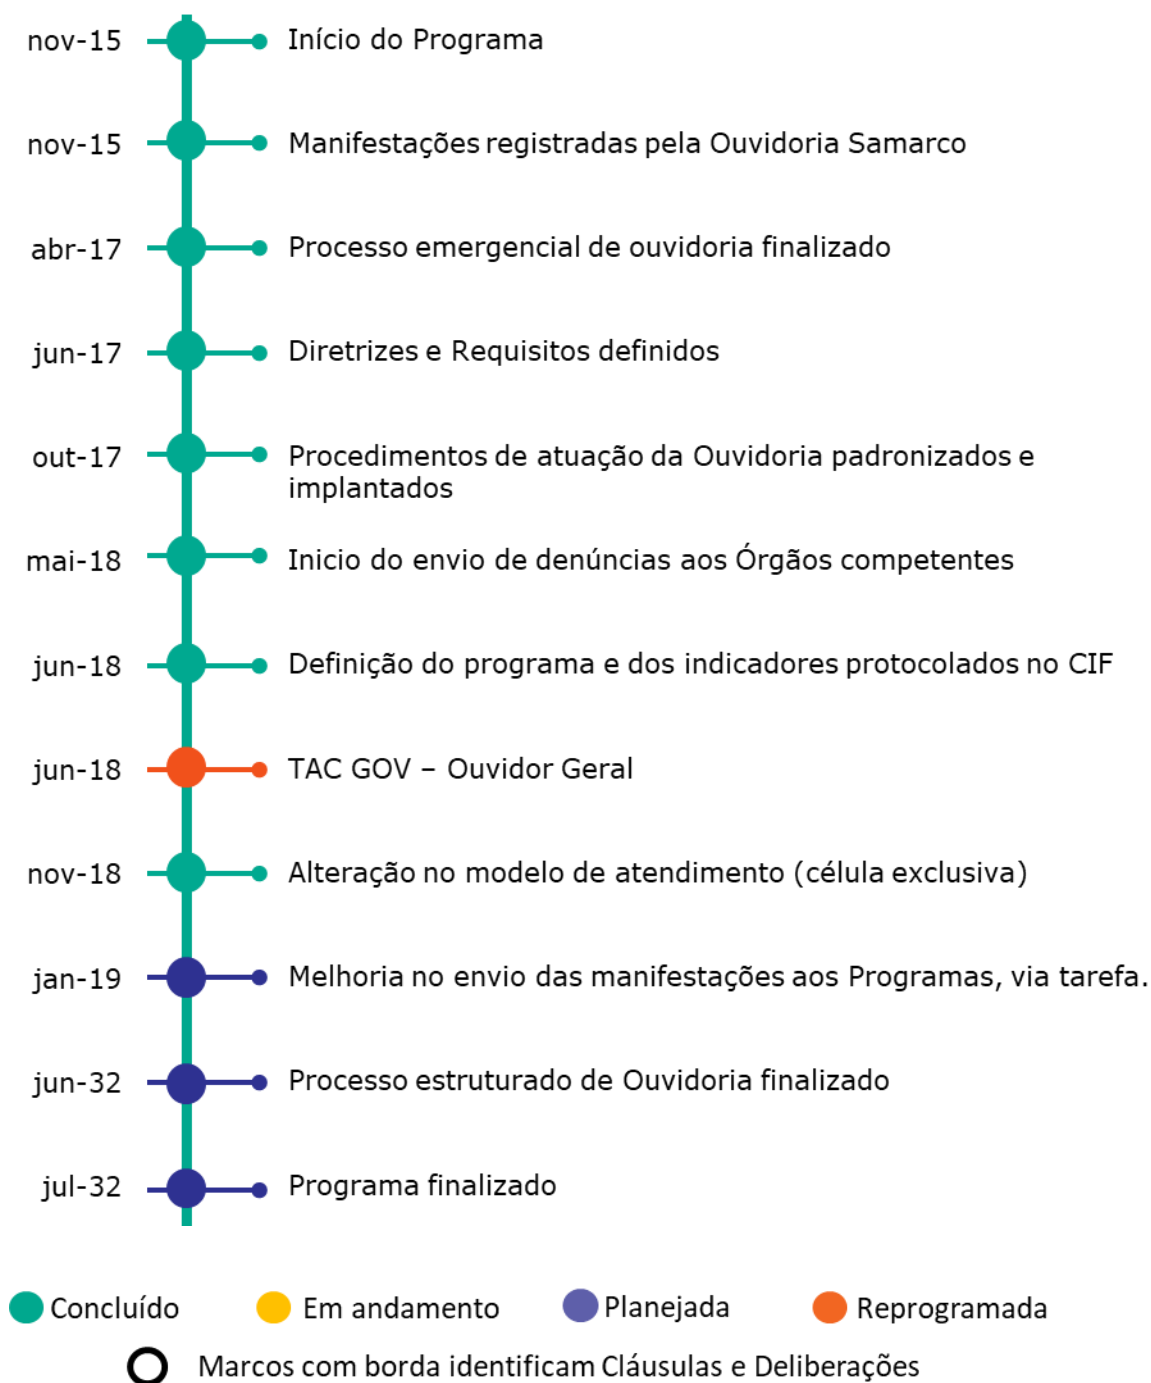 nov-15 Início do Programa
nov-15 Manifestações registradas pela Ouvidoria Samarco
abr-17 Processo emergencial de ouvidoria finalizado
jun-17 Diretrizes e Requisitos definidos
out-17 Procedimentos de atuação da Ouvidoria padronizados e
implantados
mai-18 Inicio do envio de denúncias aos Órgãos competentes
jun-18 Definição do programa e dos indicadores protocolados no CIF
jun-18 TAC GOV – Ouvidor Geral
nov-18 Alteração no modelo de atendimento (célula exclusiva)
jan-19 Melhoria no envio das manifestações aos Programas, via tarefa.
jun-32 Processo estruturado de Ouvidoria finalizado
jul-32 Programa finalizado
Concluído Em andamento Planejada Reprogramada
Marcos com borda identificam Cláusulas e Deliberações